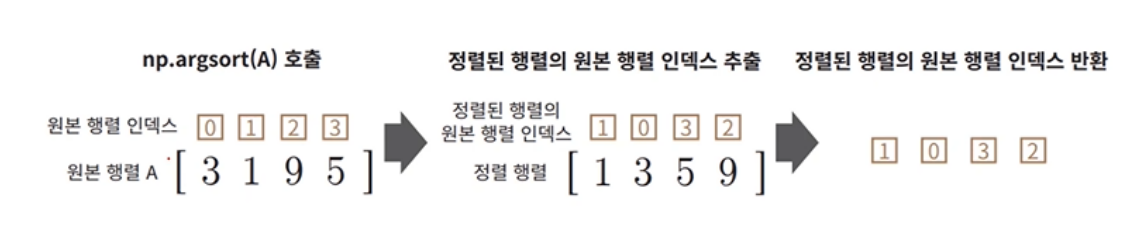 np.argsort(A) 호출
원본 행렬 인덱스 0 1 2 3
원본 행렬 A [ 3 1 9 5 ]
정렬된 행렬의 원본 행렬 인덱스 추출
정렬된 행렬의
원본 행렬 인덱스 1 0 3 2
정렬 행렬 [ 1 3 5 9 ]
정렬된 행렬의 원본 행렬 인덱스 반환
1 0 3 2